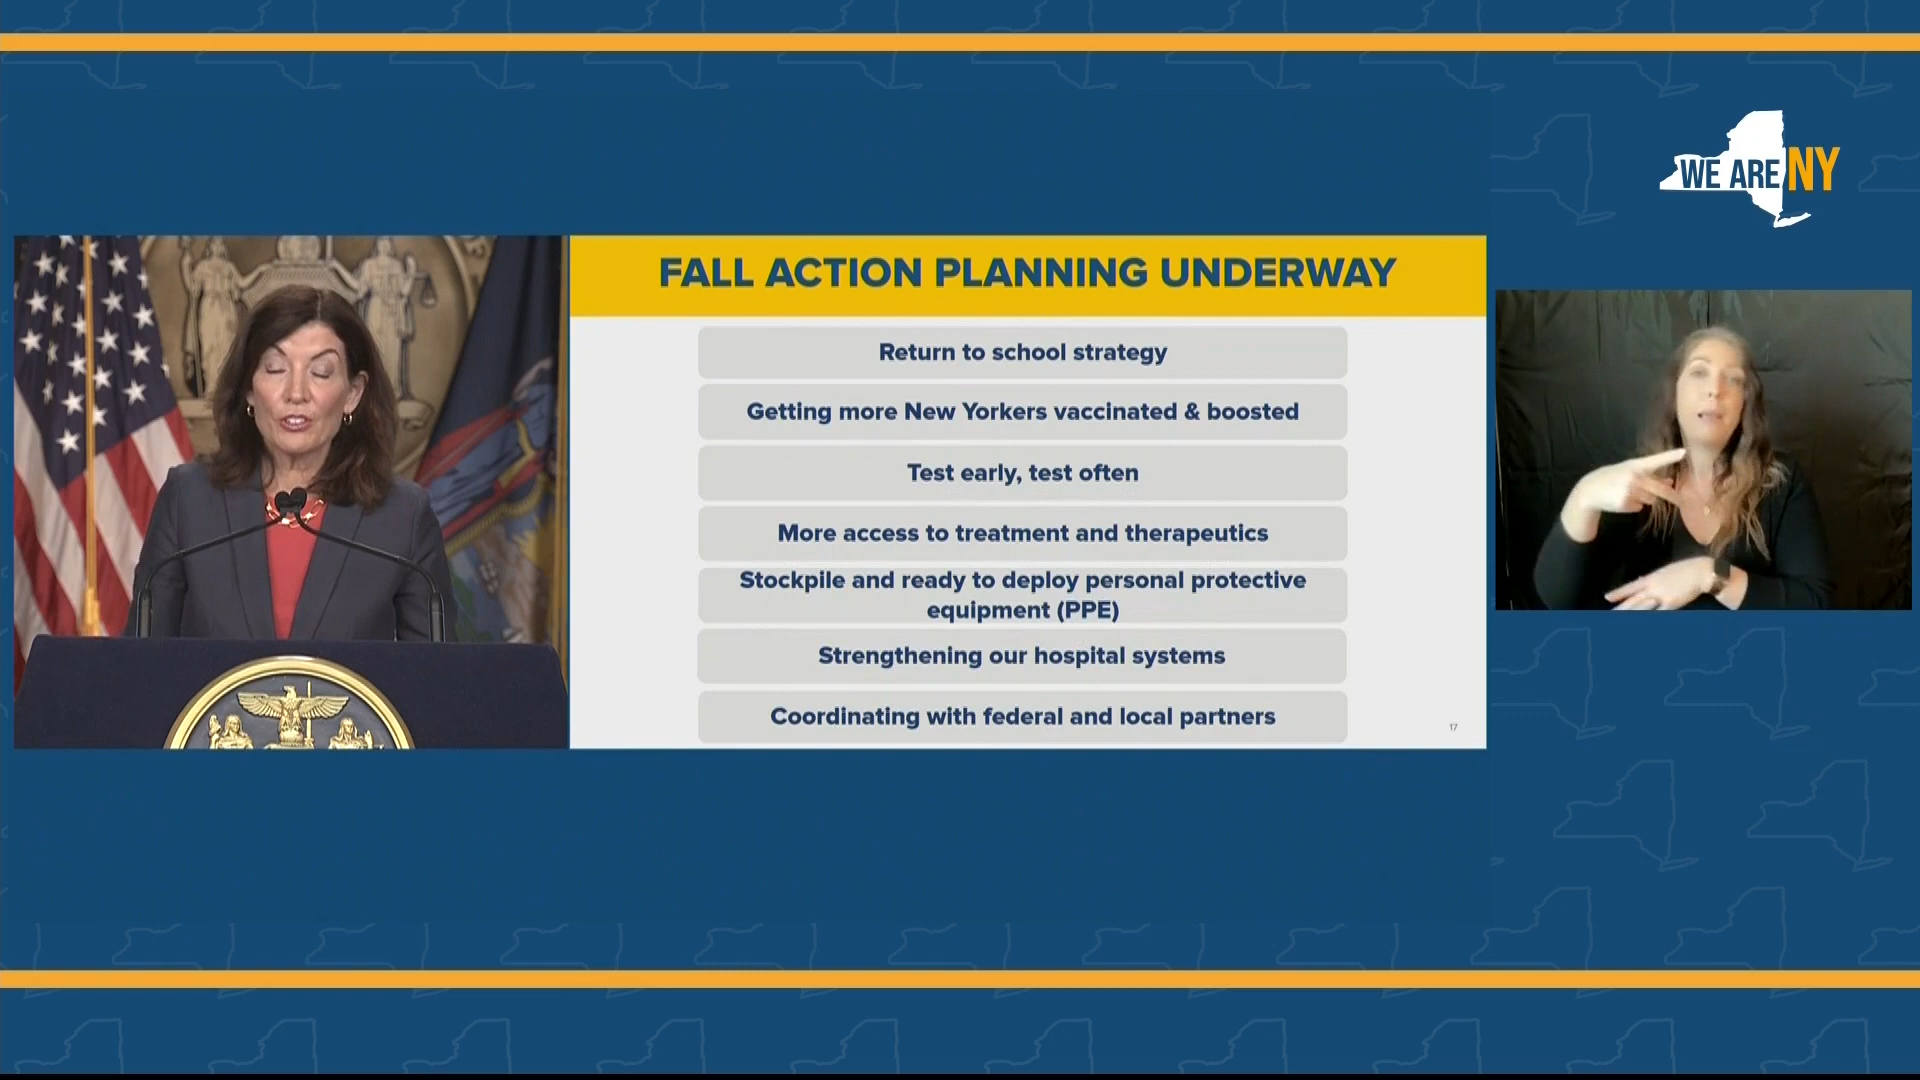 WE ARE NY
FALL ACTION PLANNING UNDERWAY
Return to school strategy
Getting more New Yorkers vaccinated & boosted
Test early, test often
More access to treatment and therapeutics
Stockpile and ready to deploy personal protective
equipment (PPE)
Strengthening our hospital systems
Coordinating with federal and local partners
17